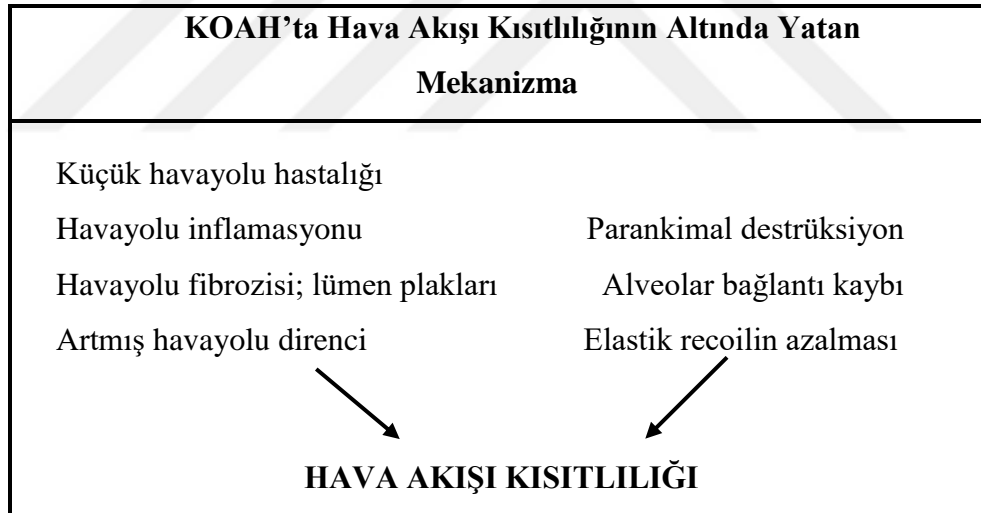 KOAH’ta Hava Akışı Kısıtlılığının Altında Yatan
Mekanizma
Küçük havayolu hastalığı
Havayolu inflamasyonu Parankimal destrüksiyon
Havayolu fibrozisi; lümen plakları Alveolar bağlantı kaybı
Artmış havayolu direnci Elastik recoilin azalması
HAVA AKIŞI KISITLILIĞI